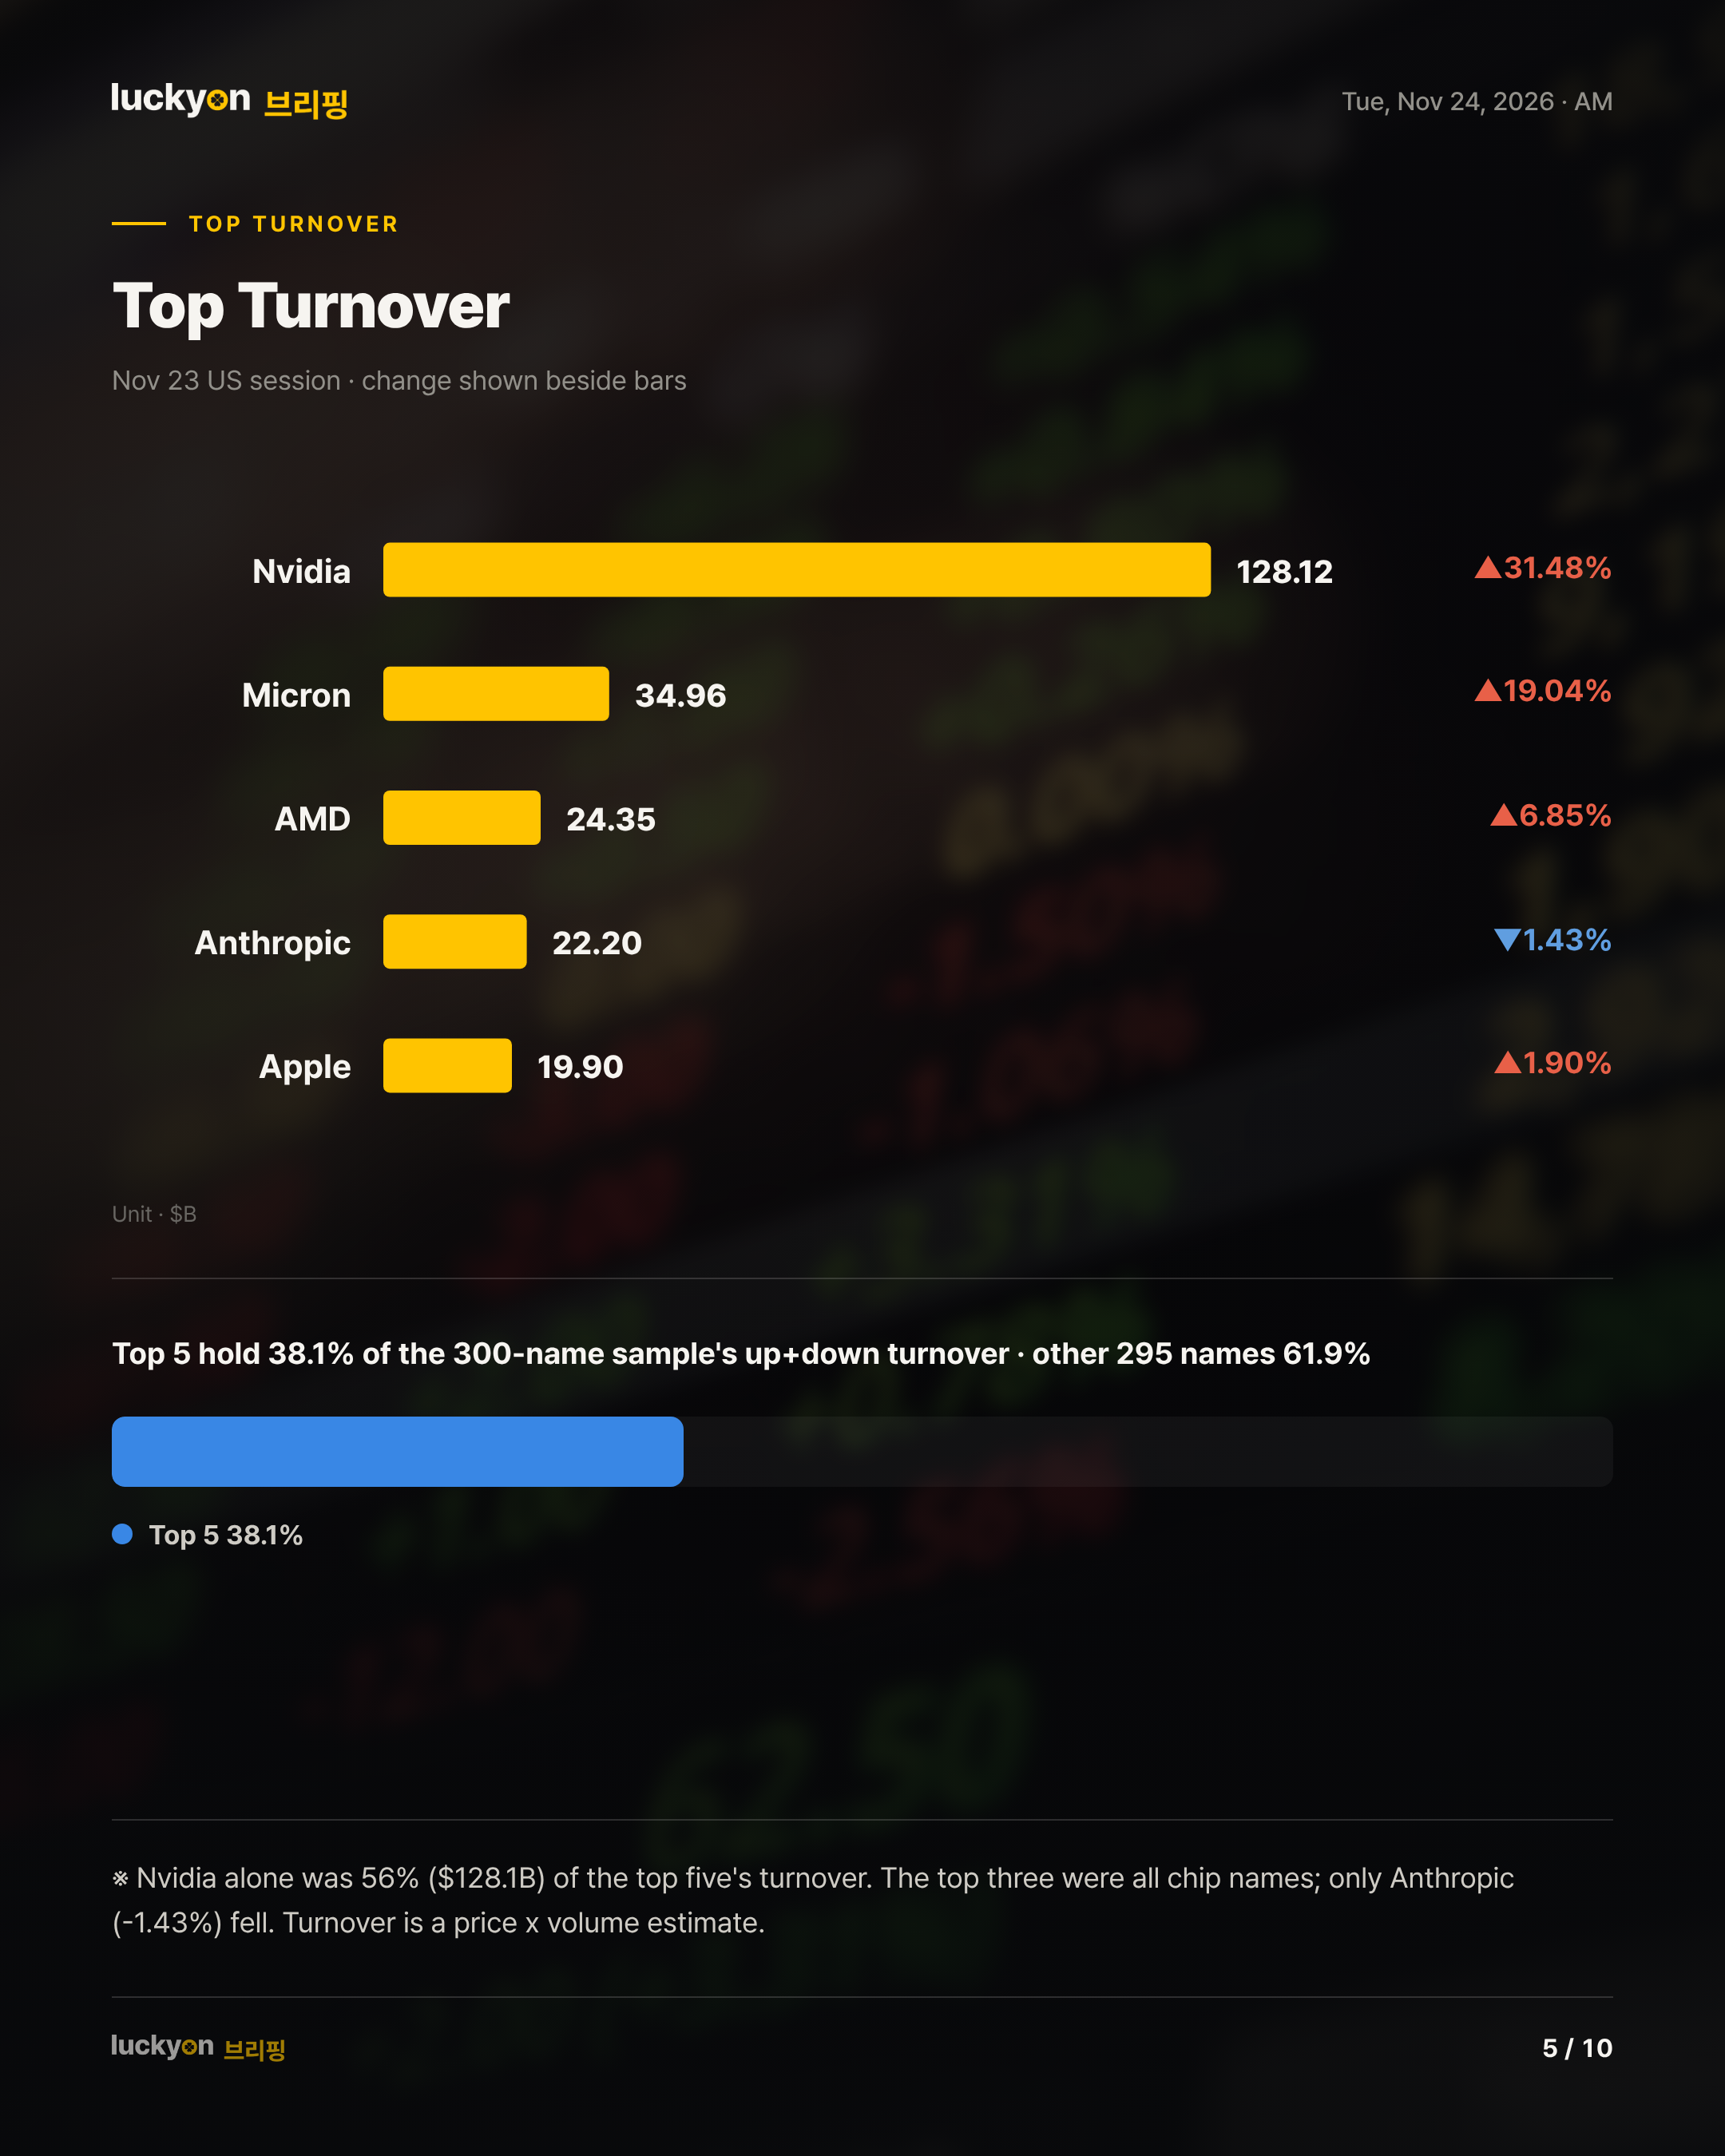 luckyon 브리핑
Tue, Nov 24, 2026 · AM
TOP TURNOVER
Top Turnover
Nov 23 US session · change shown beside bars
Nvidia 128.12 ▲31.48%
Micron 34.96 ▲19.04%
AMD 24.35 ▲6.85%
Anthropic 22.20 ▼1.43%
Apple 19.90 ▲1.90%
Unit · $B
Top 5 hold 38.1% of the 300-name sample's up+down turnover · other 295 names 61.9%
Top 5 38.1%
※ Nvidia alone was 56% ($128.1B) of the top five's turnover. The top three were all chip names; only Anthropic
(-1.43%) fell. Turnover is a price x volume estimate.
luckyon 브리핑
5 / 10